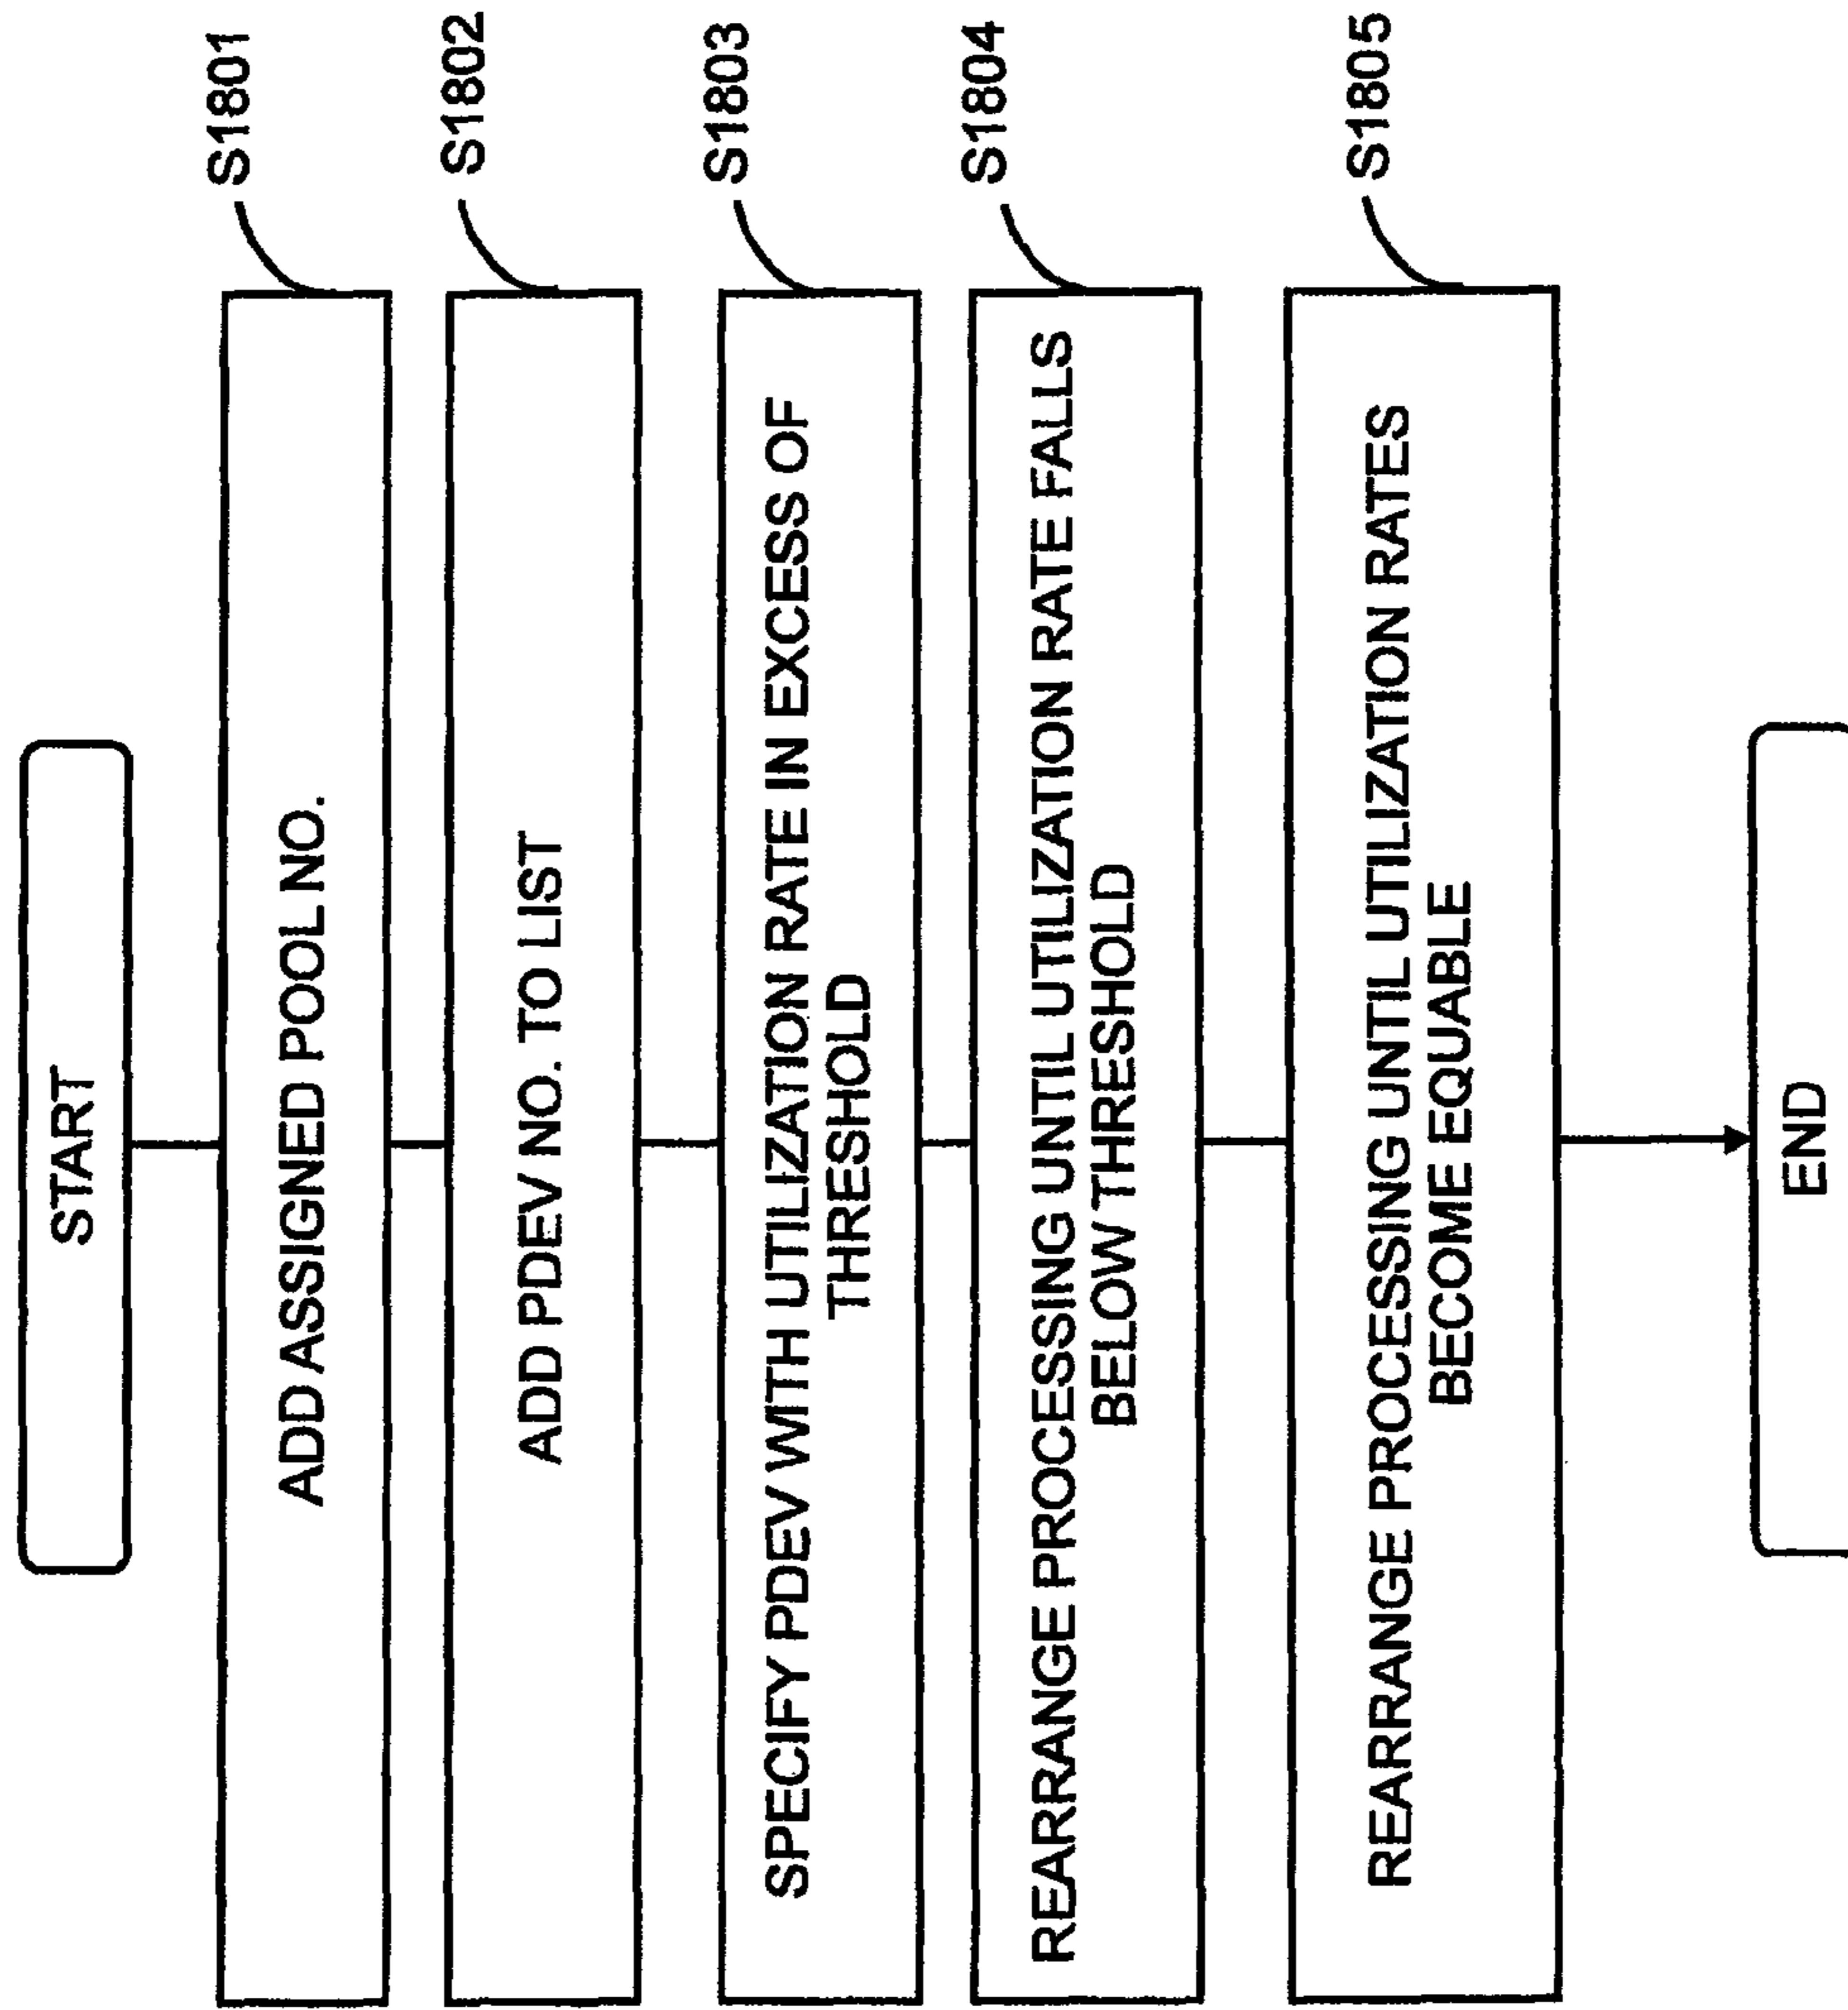 START
ADD ASSIGNED POOL NO.
S1801
ADD PDEV NO. TO LIST
S1802
SPECIFY PDEV WITH UTILIZATION RATE IN EXCESS OF
THRESHOLD
S1803
REARRANGE PROCESSING UNTIL UTILIZATION RATE FALLS
BELOW THRESHOLD
S1804
REARRANGE PROCESSING UNTIL UTILIZATION RATES
BECOME EQUABLE
S1805
END